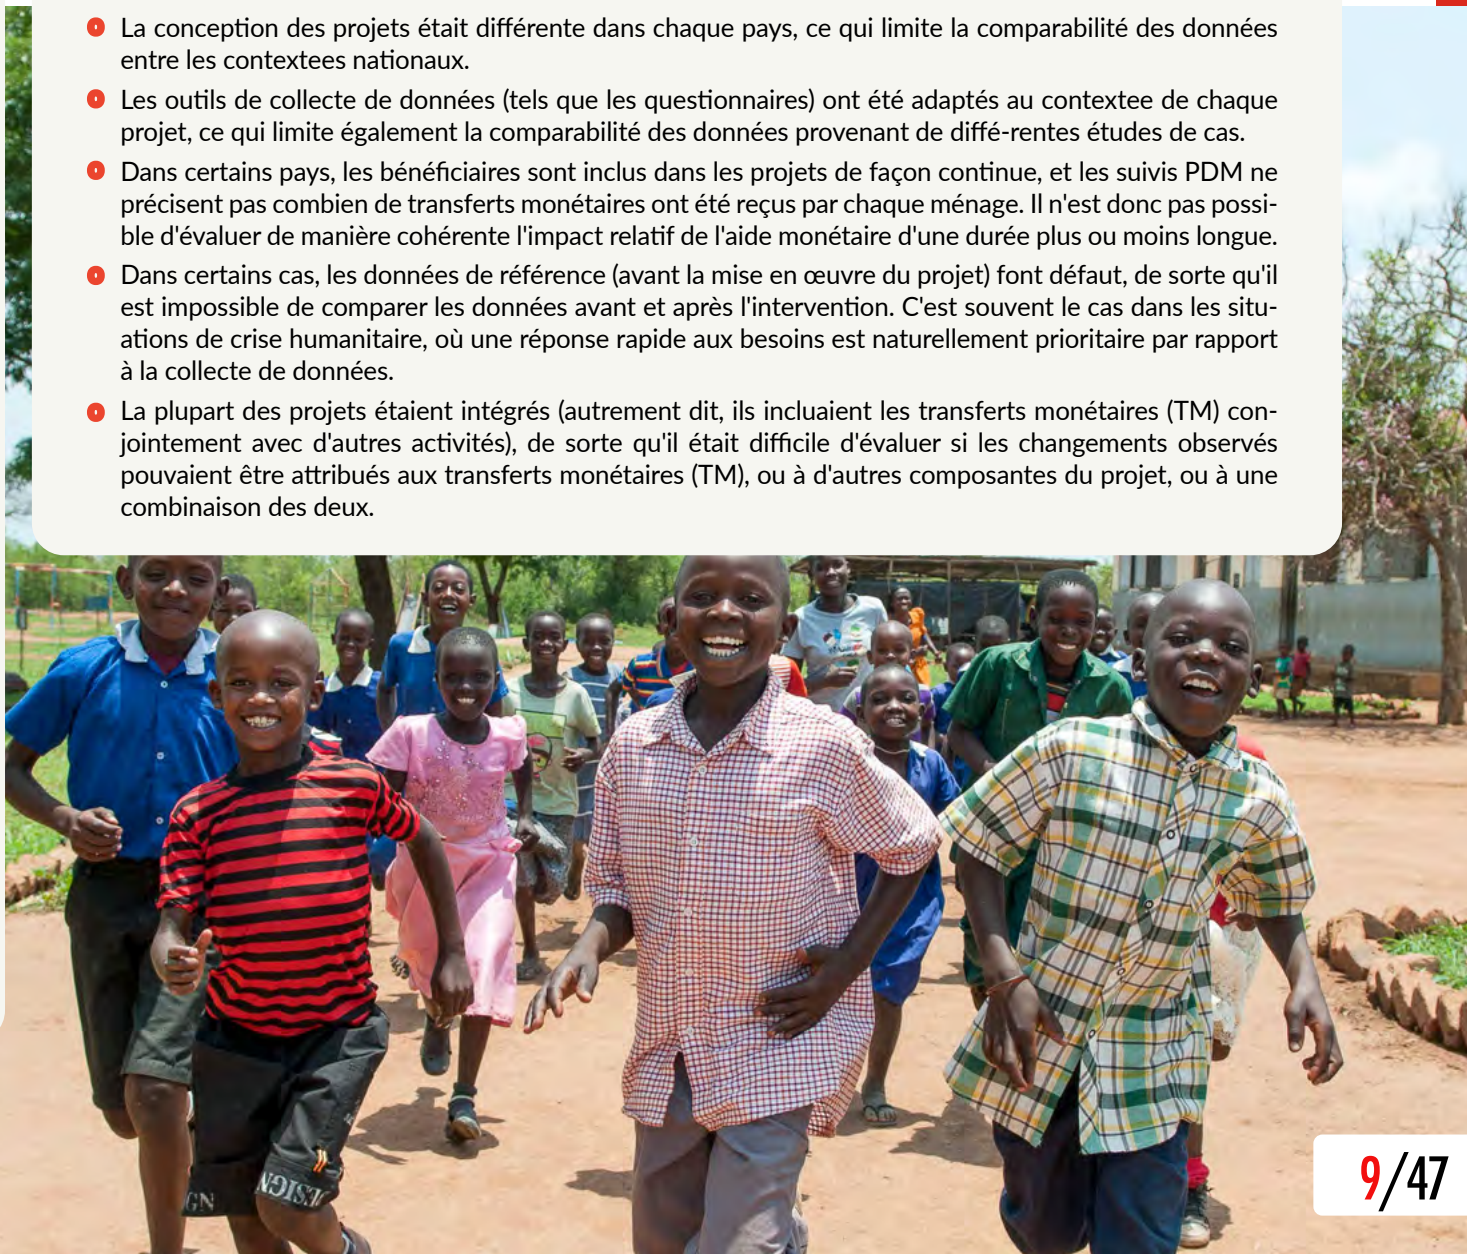 La conception des projets était différente dans chaque pays, ce qui limite la comparabilité des données
entre les contextees nationaux.
Les outils de collecte de données (tels que les questionnaires) ont été adaptés au contextee de chaque
projet, ce qui limite également la comparabilité des données provenant de diffé-rentes études de cas.
Dans certains pays, les bénéficiaires sont inclus dans les projets de façon continue, et les suivis PDM ne
précisent pas combien de transferts monétaires ont été reçus par chaque ménage. Il n'est donc pas possi-
ble d'évaluer de manière cohérente l'impact relatif de l'aide monétaire d'une durée plus ou moins longue.
Dans certains cas, les données de référence (avant la mise en œuvre du projet) font défaut, de sorte qu'il
est impossible de comparer les données avant et après l'intervention. C'est souvent le cas dans les situ-
ations de crise humanitaire, où une réponse rapide aux besoins est naturellement prioritaire par rapport
à la collecte de données.
La plupart des projets étaient intégrés (autrement dit, ils incluaient les transferts monétaires (TM) con-
jointement avec d'autres activités), de sorte qu'il était difficile d'évaluer si les changements observés
pouvaient être attribués aux transferts monétaires (TM), ou à d'autres composantes du projet, ou à une
combinaison des deux.
GN DESIGN
9/47